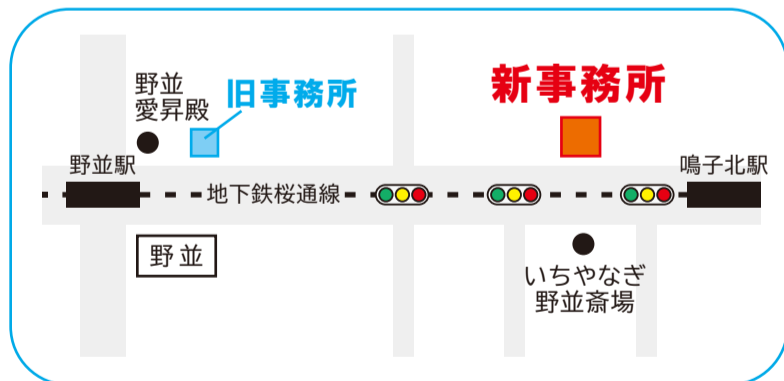 野並
愛昇殿
旧事務所
新事務所
野並駅
鳴子北駅
地下鉄桜通線
野並
いちやなぎ
野並斎場